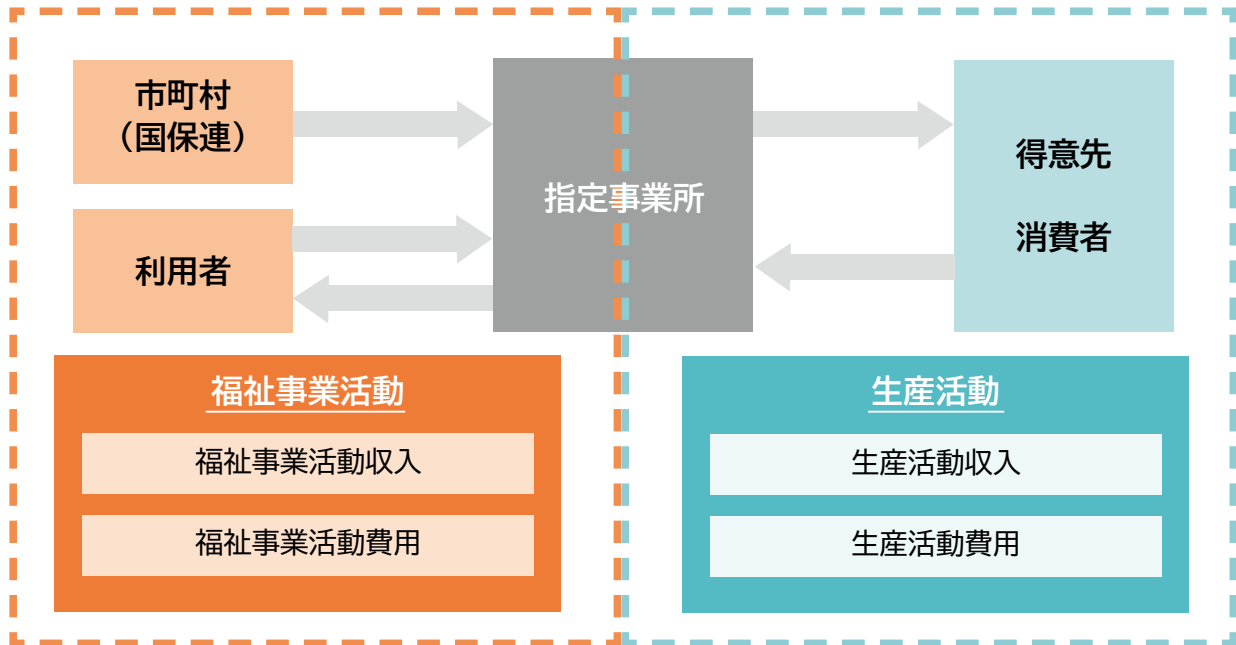 市町村
（国保連）
利用者
指定事業所
得意先
消費者
福祉事業活動
福祉事業活動収入
福祉事業活動費用
生産活動
生産活動収入
生産活動費用